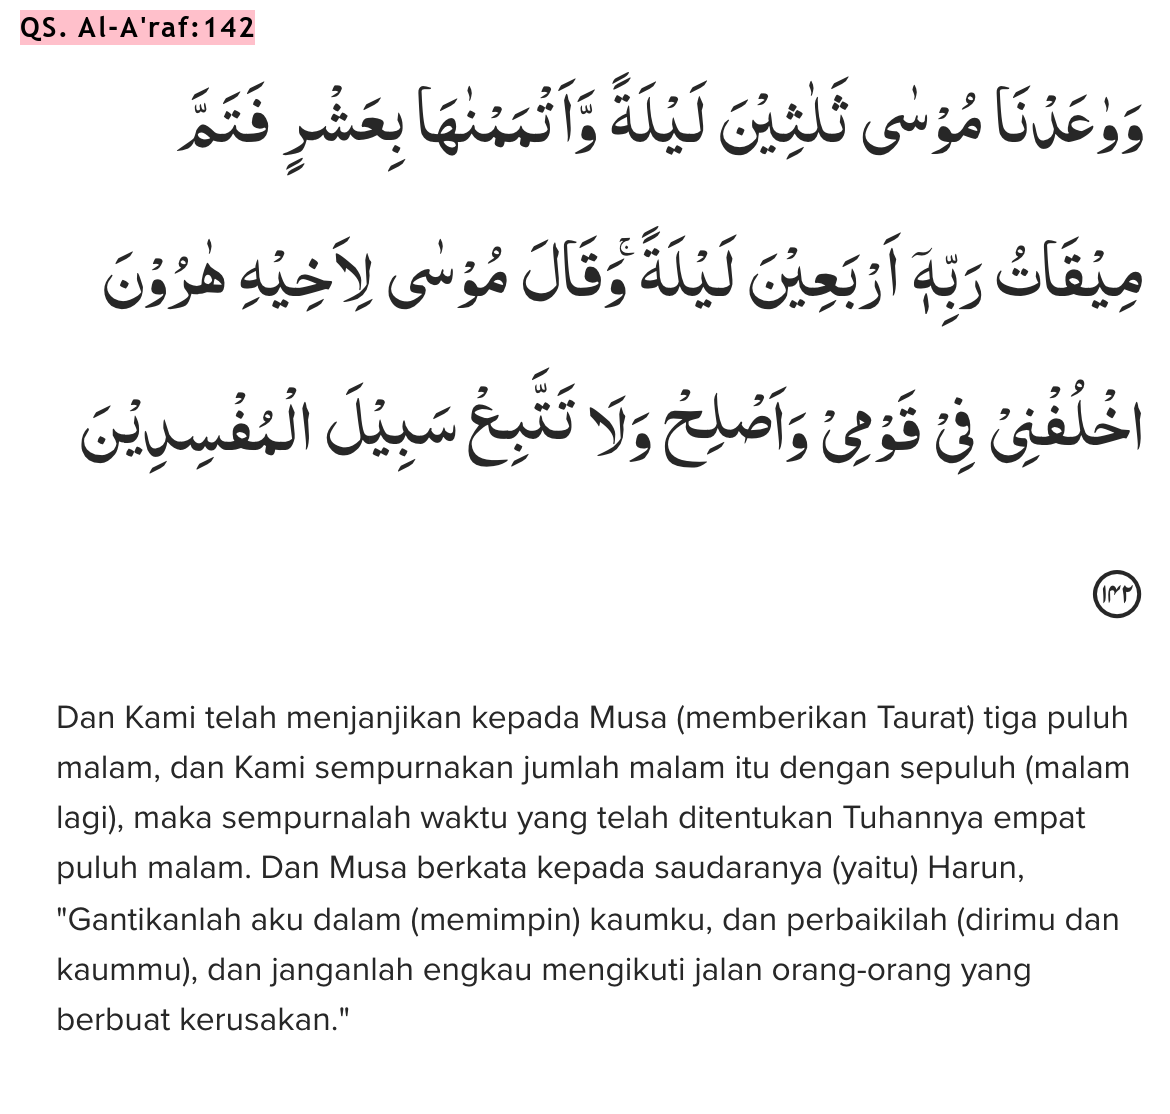 QS. Al-A'raf:142
وَوٰعَدْنَا مُوْسٰى ثَلٰثِيْنَ لَيْلَةً وَّاَتْمَمْنٰهَا بِعَشْرٍ فَتَمَّ
مِيْقَاتُ رَبِّهٖٓ اَرْبَعِيْنَ لَيْلَةً ۚوَقَالَ مُوْسٰى لِاَخِيْهِ هٰرُوْنَ
اخْلُفْنِيْ فِيْ قَوْمِيْ وَاَصْلِحْ وَلَا تَتَّبِعْ سَبِيْلَ الْمُفْسِدِيْنَ
۱۴۲
Dan Kami telah menjanjikan kepada Musa (memberikan Taurat) tiga puluh
malam, dan Kami sempurnakan jumlah malam itu dengan sepuluh (malam
lagi), maka sempurnalah waktu yang telah ditentukan Tuhannya empat
puluh malam. Dan Musa berkata kepada saudaranya (yaitu) Harun,
"Gantikanlah aku dalam (memimpin) kaumku, dan perbaikilah (dirimu dan
kaummu), dan janganlah engkau mengikuti jalan orang-orang yang
berbuat kerusakan."